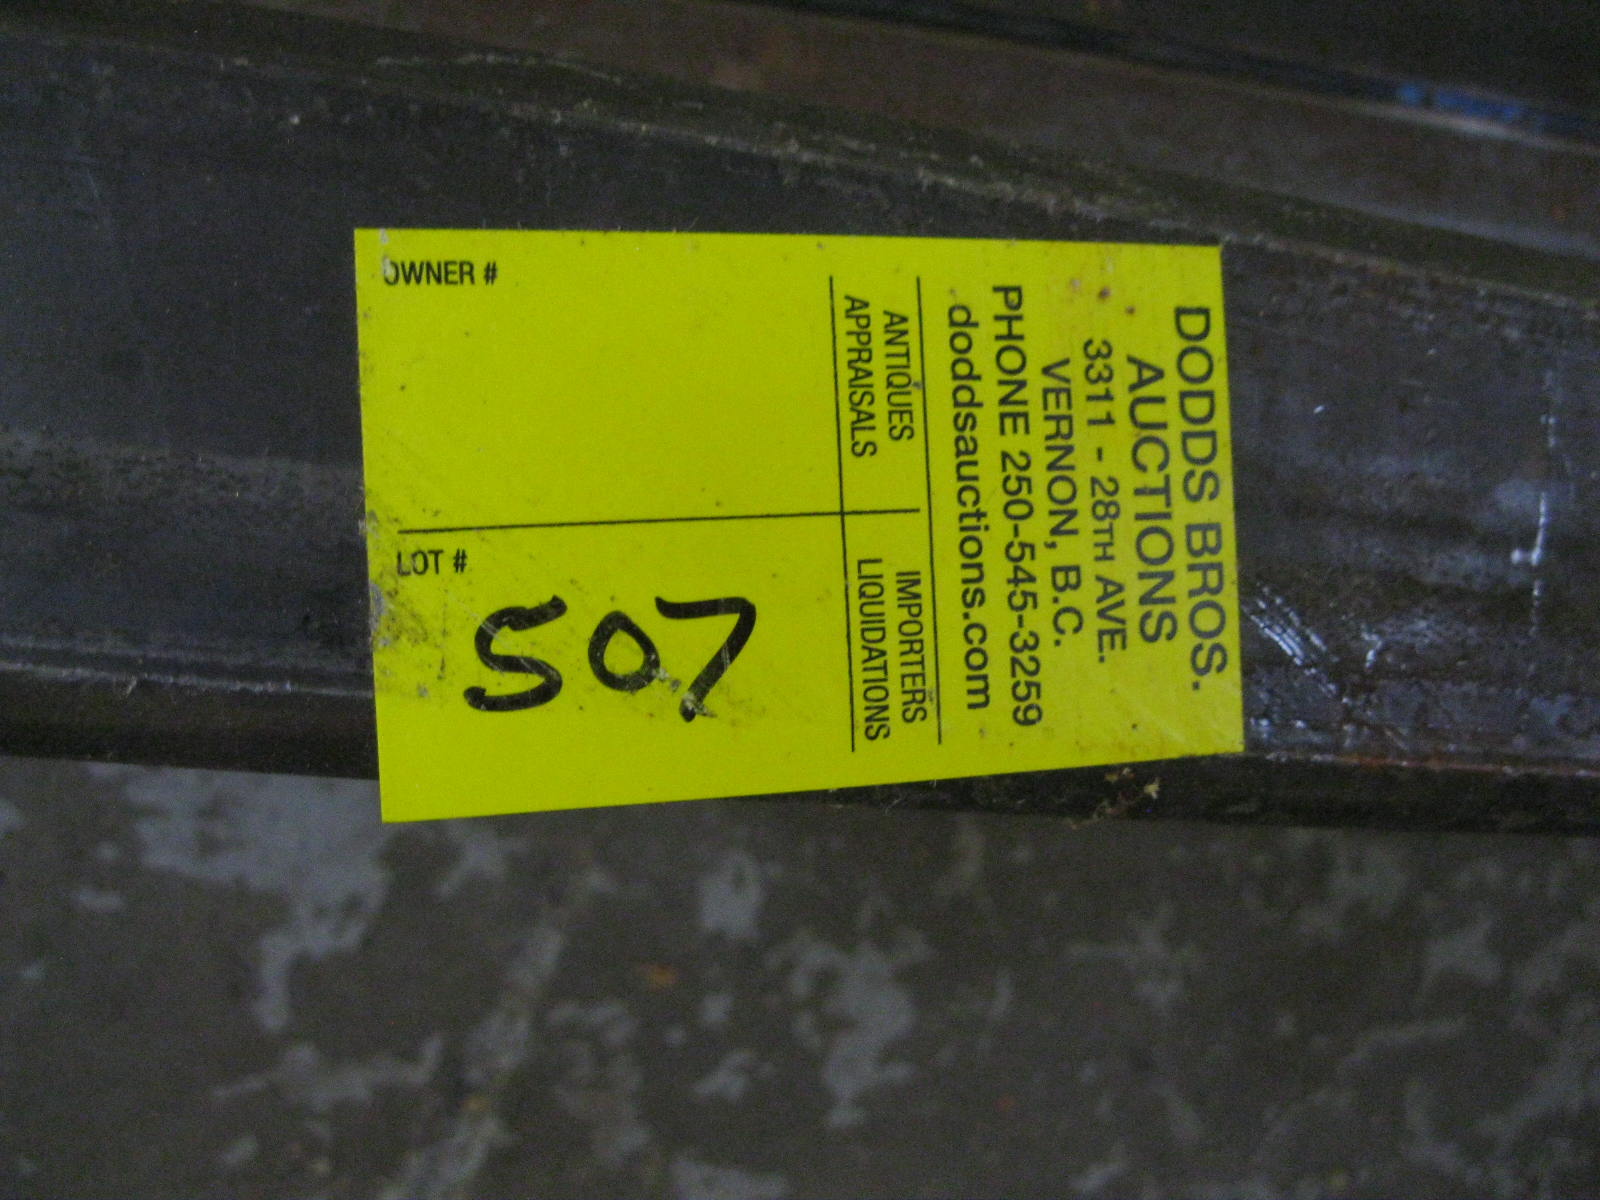 DODDS BROS.
AUCTIONS
3311 - 28TH AVE.
VERNON, B.C.
PHONE 250-545-3259
doddsauctions.com
ANTIQUES
APPRAISALS
IMPORTERS
LIQUIDATIONS
OWNER #
LOT #
507